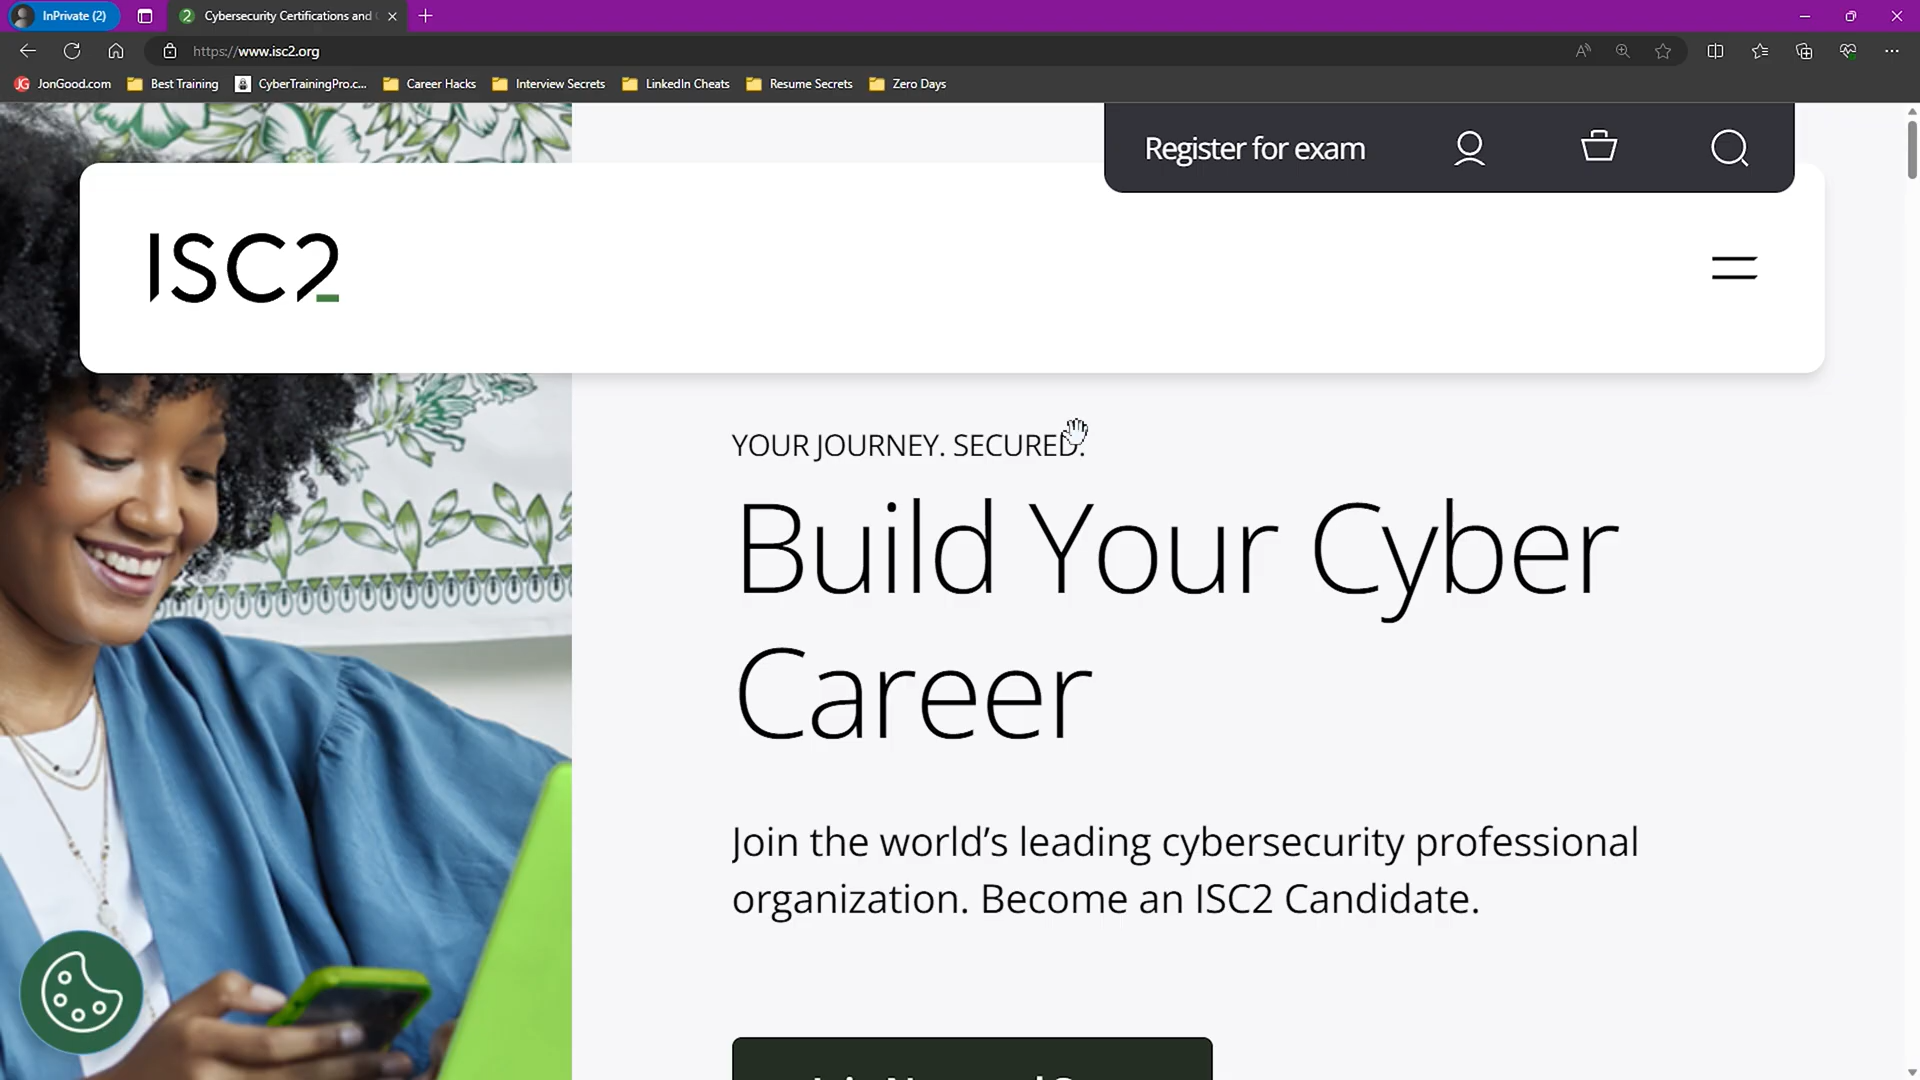 InPrivate (2)
Cybersecurity Certifications and
https://www.isc2.org
JonGood.com
Best Training
CyberTrainingPro.c...
Career Hacks
Interview Secrets
LinkedIn Cheats
Resume Secrets
Zero Days
Register for exam
ISC2
YOUR JOURNEY. SECURED.
Build Your Cyber
Career
Join the world's leading cybersecurity professional
organization. Become an ISC2 Candidate.